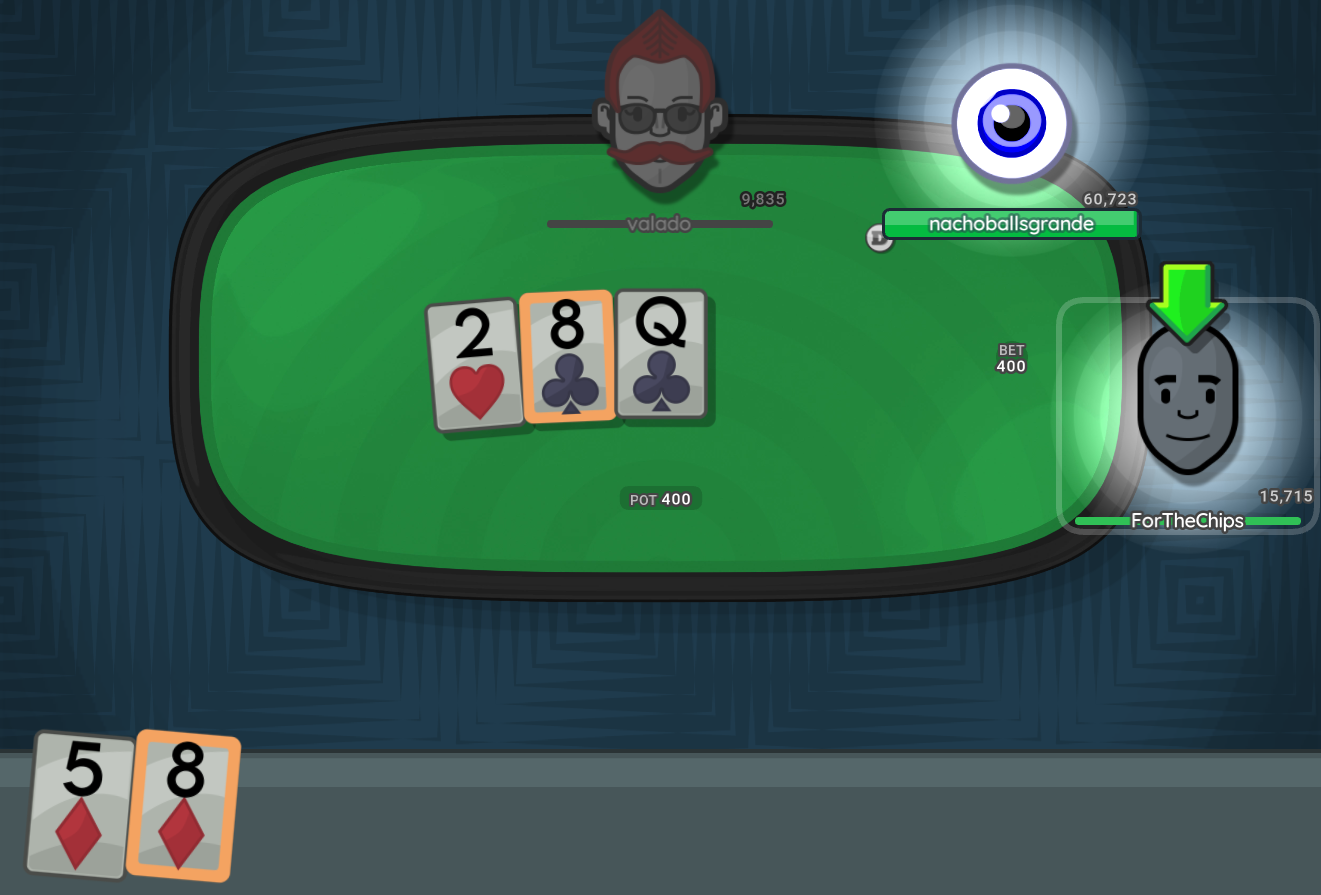 9,835
valado
60,723
nachoballsgrande
D
2
8
Q
BET
400
POT 400
15,715
ForTheChips
5
8